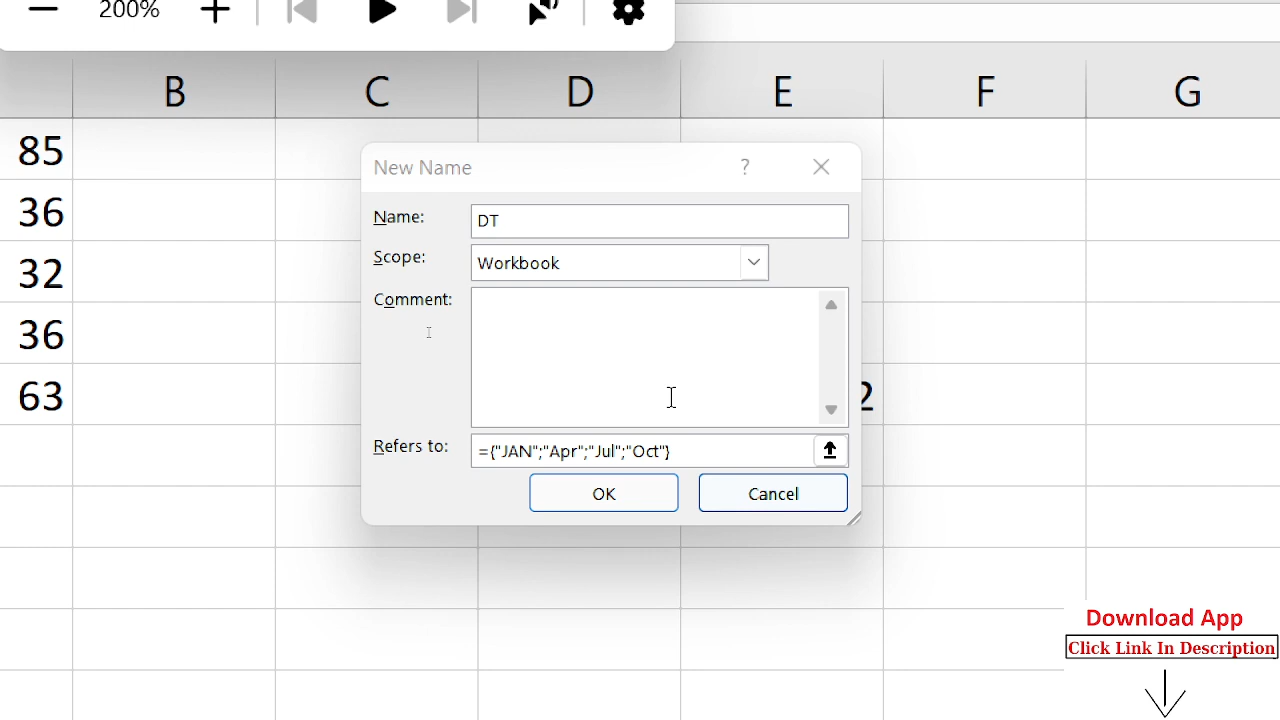 200%
B C D E F G
85
36
32
36
63
2
New Name ?
Name: DT
Scope: Workbook
Comment:
Refers to: ={"JAN";"Apr";"Jul";"Oct"}
OK Cancel
Download App
Click Link In Description